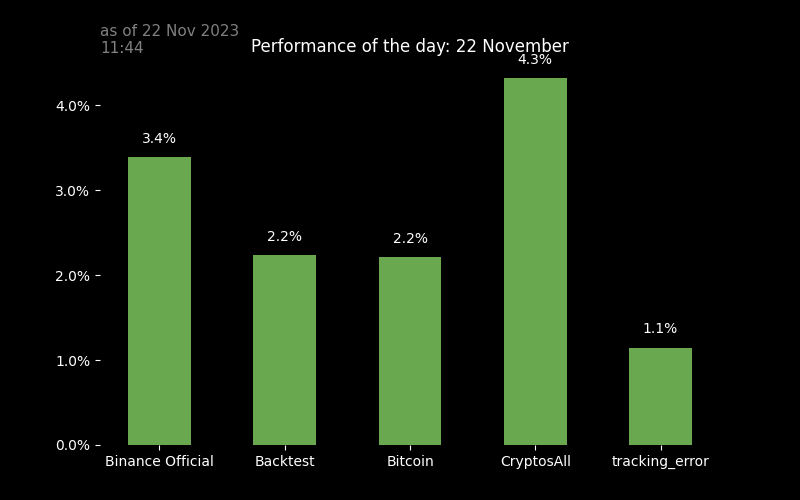 as of 22 Nov 2023
11:44
Performance of the day: 22 November
4.3%
4.0%
3.4%
3.0%
2.2%
2.2%
2.0%
1.1%
1.0%
0.0%
Binance Official
Backtest
Bitcoin
CryptosAll
tracking_error